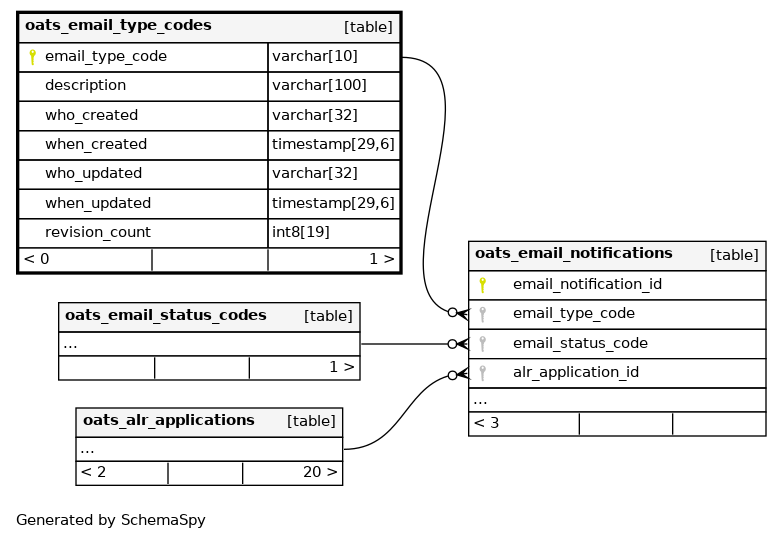 oats_email_type_codes [table]
email_type_code varchar[10]
description varchar[100]
who_created varchar[32]
when_created timestamp[29,6]
who_updated varchar[32]
when_updated timestamp[29,6]
revision_count int8[19]
< 0 1 >
oats_email_status_codes [table]
...
1 >
oats_alr_applications [table]
...
< 2 20 >
oats_email_notifications [table]
email_notification_id
email_type_code
email_status_code
alr_application_id
...
< 3
Generated by SchemaSpy